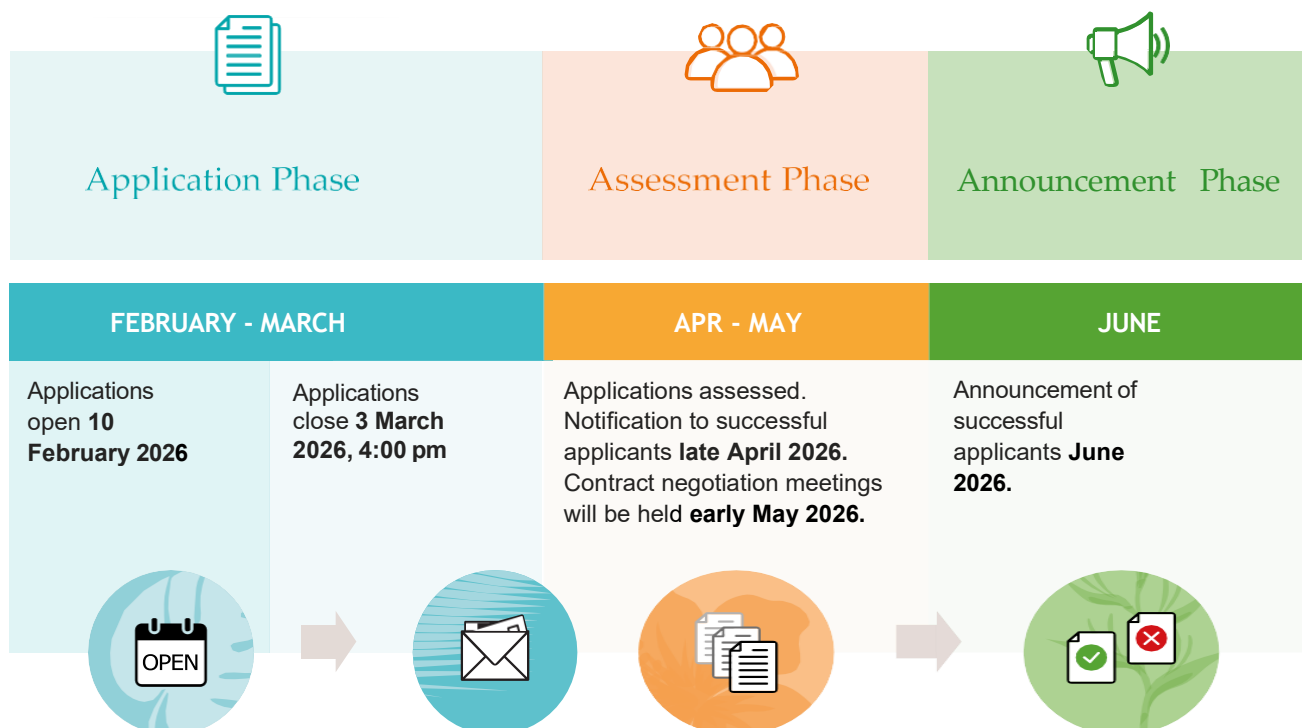 Application Phase
Assessment Phase
Announcement Phase
FEBRUARY - MARCH
APR - MAY
JUNE
Applications
open 10
February 2026
Applications
close 3 March
2026, 4:00 pm
Applications assessed.
Notification to successful
applicants late April 2026.
Contract negotiation meetings
will be held early May 2026.
Announcement of
successful
applicants June
2026.
OPEN